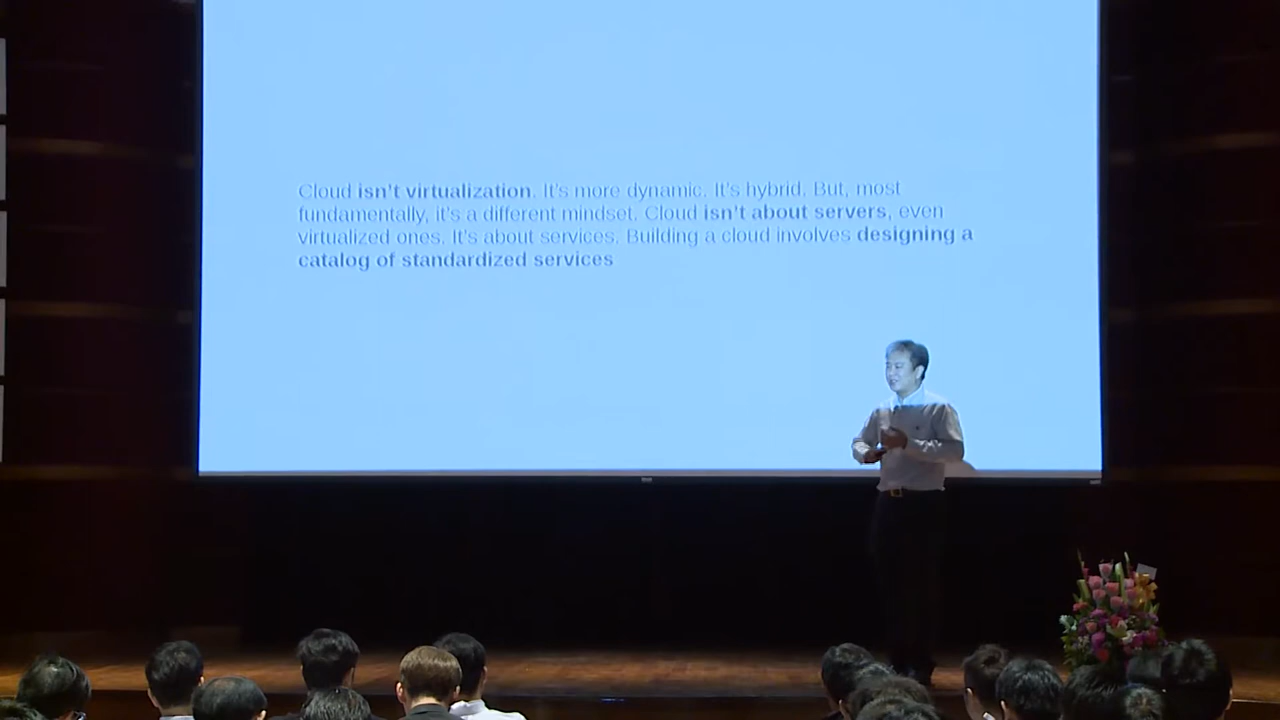 Cloud isn't virtualization. It's more dynamic. It's hybrid. But, most
fundamentally, it's a different mindset. Cloud isn't about servers, even
virtualized ones. It's about services. Building a cloud involves designing a
catalog of standardized services